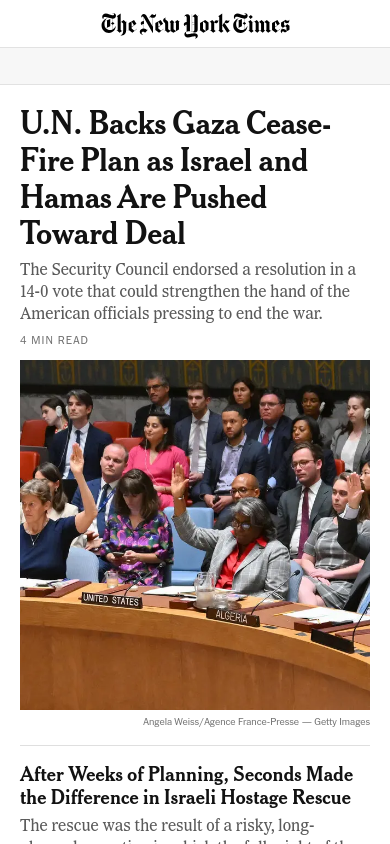 The New York Times
U.N. Backs Gaza Cease-
Fire Plan as Israel and
Hamas Are Pushed
Toward Deal
The Security Council endorsed a resolution in a
14-0 vote that could strengthen the hand of the
American officials pressing to end the war.
4 MIN READ
UNITED STATES
ALGERIA
Angela Weiss/Agence France-Presse — Getty Images
After Weeks of Planning, Seconds Made
the Difference in Israeli Hostage Rescue
The rescue was the result of a risky, long-